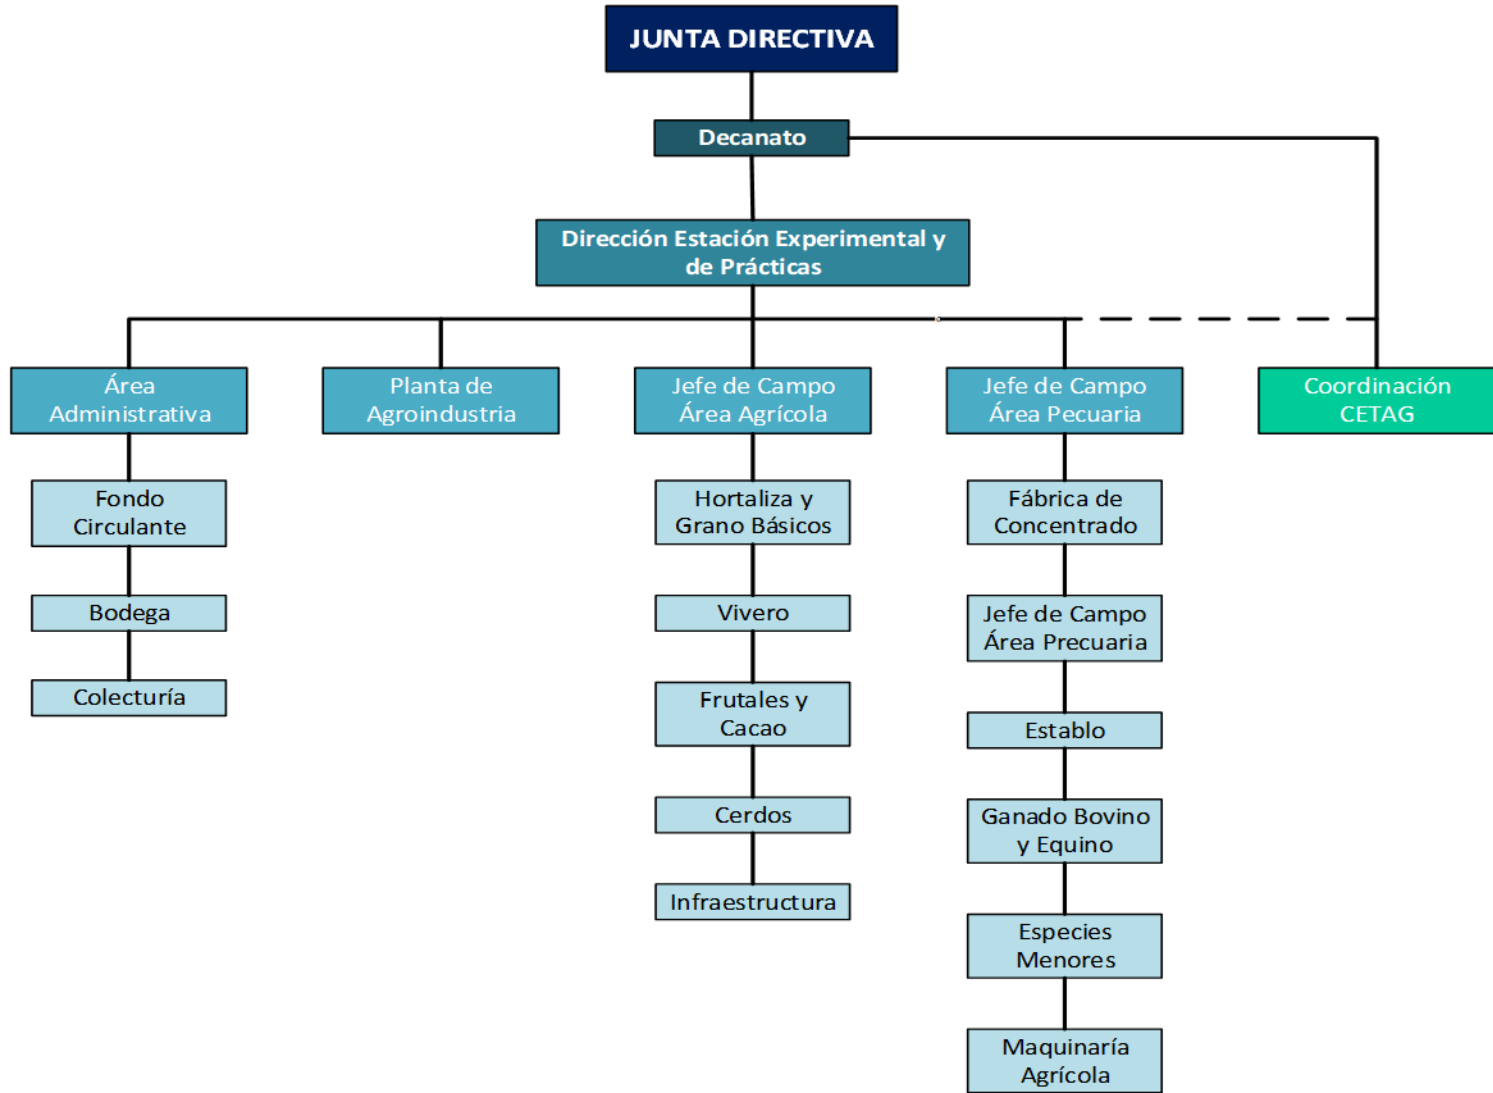 JUNTA DIRECTIVA
Decanato
Dirección Estación Experimental y
de Prácticas
Área
Administrativa
Planta de
Agroindustria
Jefe de Campo
Área Agrícola
Jefe de Campo
Área Pecuaria
Coordinación
CETAG
Fondo
Circulante
Bodega
Colecturía
Hortaliza y
Grano Básicos
Vivero
Frutales y
Cacao
Cerdos
Infraestructura
Fábrica de
Concentrado
Jefe de Campo
Área Precuaria
Establo
Ganado Bovino
y Equino
Especies
Menores
Maquinaría
Agrícola